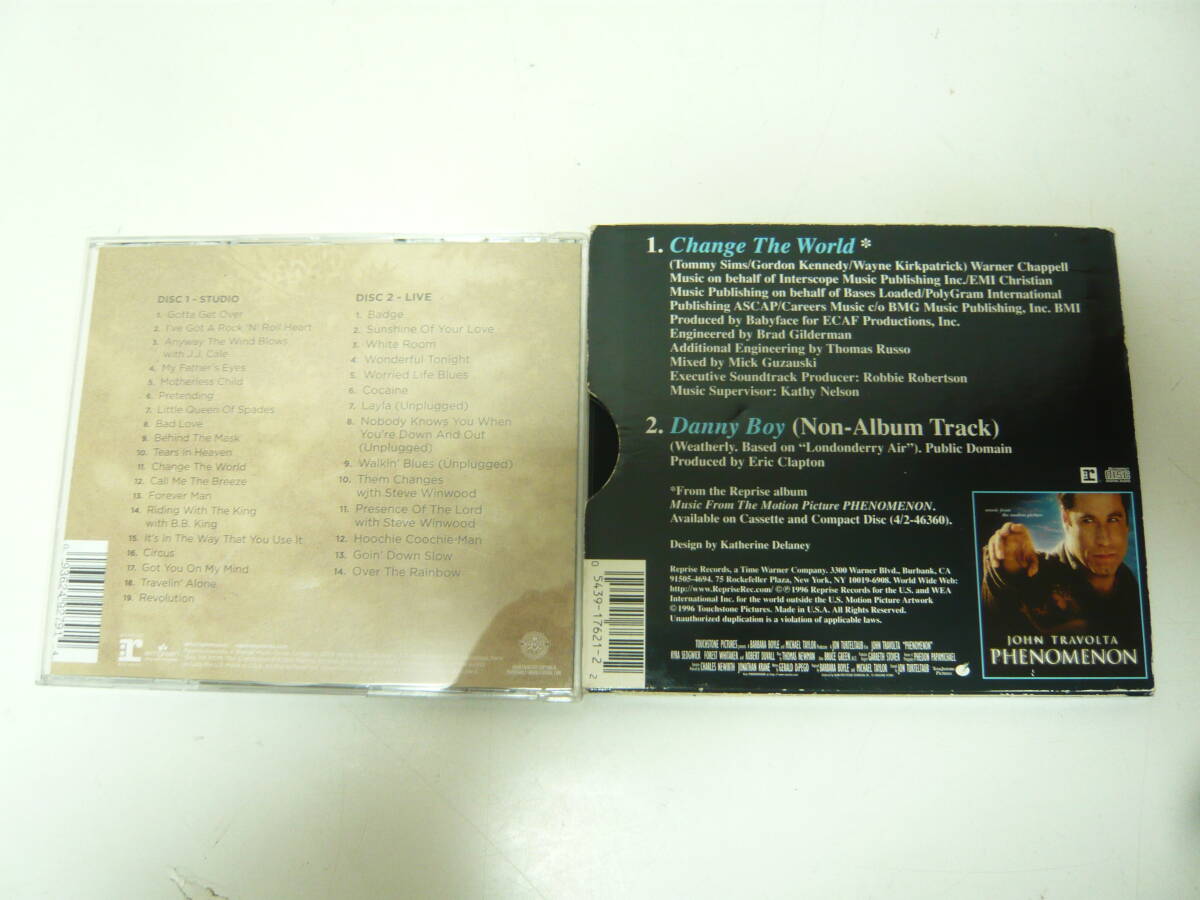 DISC 1 - STUDIO
1. Gotta Get Over
2. I've Got A Rock 'N' Roll Heart
3. Anyway The Wind Blows
with J.J. Cale
4. My Father's Eyes
5. Motherless Child
6. Pretending
7. Little Queen Of Spades
8. Bad Love
9. Behind The Mask
10. Tears In Heaven
11. Change The World
12. Call Me The Breeze
13. Forever Man
14. Riding With The King
with B.B. King
15. It's In The Way That You Use It
16. Circus
17. Got You On My Mind
18. Travelin' Alone
19. Revolution
DISC 2 - LIVE
1. Badge
2. Sunshine Of Your Love
3. White Room
4. Wonderful Tonight
5. Worried Life Blues
6. Cocaine
7. Layla (Unplugged)
8. Nobody Knows You When
You're Down And Out
(Unplugged)
9. Walkin' Blues (Unplugged)
10. Them Changes
with Steve Winwood
11. Presence Of The Lord
with Steve Winwood
12. Hoochie Coochie Man
13. Goin' Down Slow
14. Over The Rainbow
1. Change The World *
(Tommy Sims/Gordon Kennedy/Wayne Kirkpatrick) Warner Chappell
Music on behalf of Interscope Music Publishing Inc./EMI Christian
Music Publishing on behalf of Bases Loaded/PolyGram International
Publishing ASCAP/Careers Music c/o BMG Music Publishing, Inc. BMI
Produced by Babyface for ECAF Productions, Inc.
Engineered by Brad Gilderman
Additional Engineering by Thomas Russo
Mixed by Mick Guzauski
Executive Soundtrack Producer: Robbie Robertson
Music Supervisor: Kathy Nelson
2. Danny Boy (Non-Album Track)
(Weatherly. Based on "Londonderry Air"). Public Domain
Produced by Eric Clapton
*From the Reprise album
Music From The Motion Picture PHENOMENON.
Available on Cassette and Compact Disc (4/2-46360).
Design by Katherine Delaney
Reprise Records, a Time Warner Company. 3300 Warner Blvd., Burbank, CA
91505-4694. 75 Rockefeller Plaza, New York, NY 10019-6908. World Wide Web:
http://www.RepriseRec.com/ ©℗1996 Reprise Records for the U.S. and WEA
International Inc. for the world outside the U.S. Motion Picture Artwork
©1996 Touchstone Pictures. Made in U.S.A. All Rights Reserved.
Unauthorized duplication is a violation of applicable laws.
0 5439-17621-2 2
music from
the motion picture
JOHN TRAVOLTA
PHENOMENON